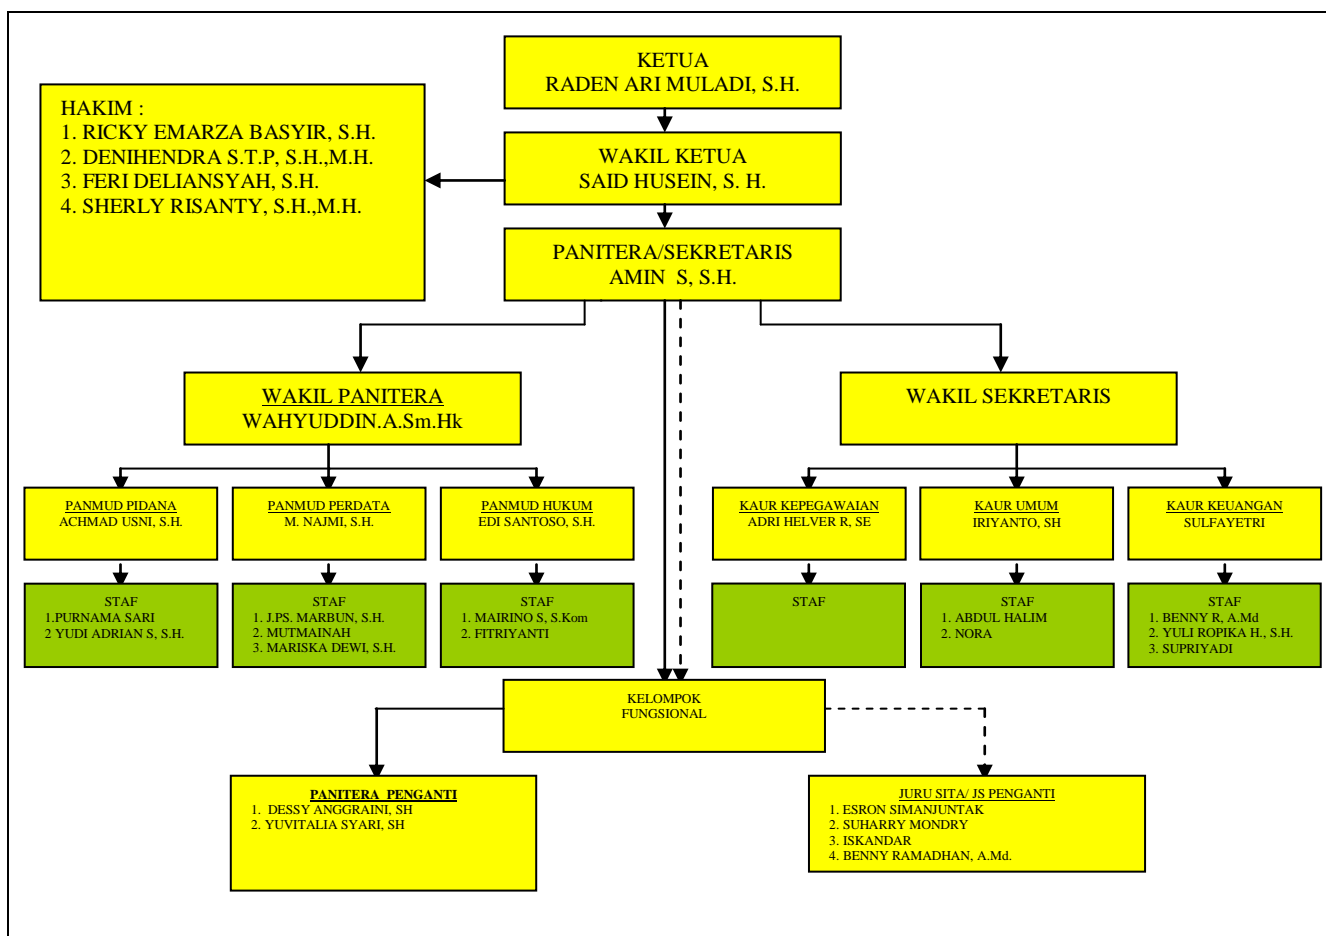 KETUA
RADEN ARI MULADI, S.H.
HAKIM :
1. RICKY EMARZA BASYIR, S.H.
2. DENIHENDRA S.T.P, S.H.,M.H.
3. FERI DELIANSYAH, S.H.
4. SHERLY RISANTY, S.H.,M.H.
WAKIL KETUA
SAID HUSEIN, S. H.
PANITERA/SEKRETARIS
AMIN S, S.H.
WAKIL PANITERA
WAHYUDDIN.A.Sm.Hk
WAKIL SEKRETARIS
PANMUD PIDANA
ACHMAD USNI, S.H.
PANMUD PERDATA
M. NAJMI, S.H.
PANMUD HUKUM
EDI SANTOSO, S.H.
KAUR KEPEGAWAIAN
ADRI HELVER R, SE
KAUR UMUM
IRIYANTO, SH
KAUR KEUANGAN
SULFAYETRI
STAF
1.PURNAMA SARI
2 YUDI ADRIAN S, S.H.
STAF
1. J.PS. MARBUN, S.H.
2. MUTMAINAH
3. MARISKA DEWI, S.H.
STAF
1. MAIRINO S, S.Kom
2. FITRIYANTI
STAF
STAF
1. ABDUL HALIM
2. NORA
STAF
1. BENNY R, A.Md
2. YULI ROPIKA H., S.H.
3. SUPRIYADI
KELOMPOK
FUNGSIONAL
PANITERA PENGANTI
1. DESSY ANGGRAINI, SH
2. YUVITALIA SYARI, SH
JURU SITA/ JS PENGANTI
1. ESRON SIMANJUNTAK
2. SUHARRY MONDRY
3. ISKANDAR
4. BENNY RAMADHAN, A.Md.